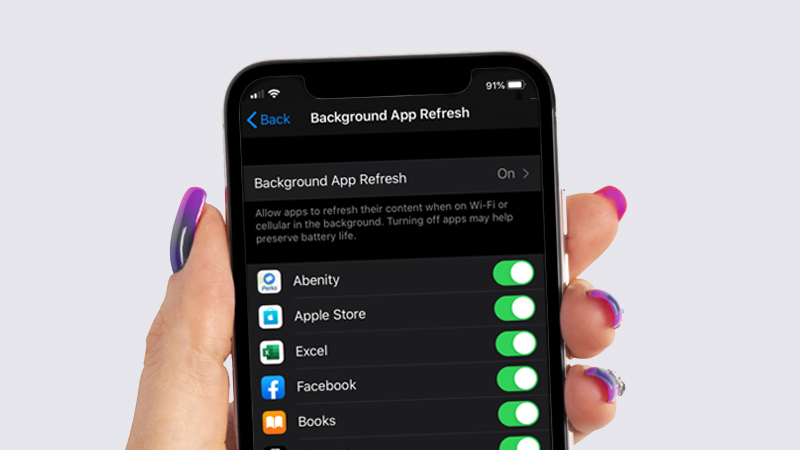 91%
Back
Background App Refresh
Background App Refresh On
Allow apps to refresh their content when on Wi-Fi or
cellular in the background. Turning off apps may help
preserve battery life.
Perks
Abenity
Apple Store
Excel
Facebook
Books